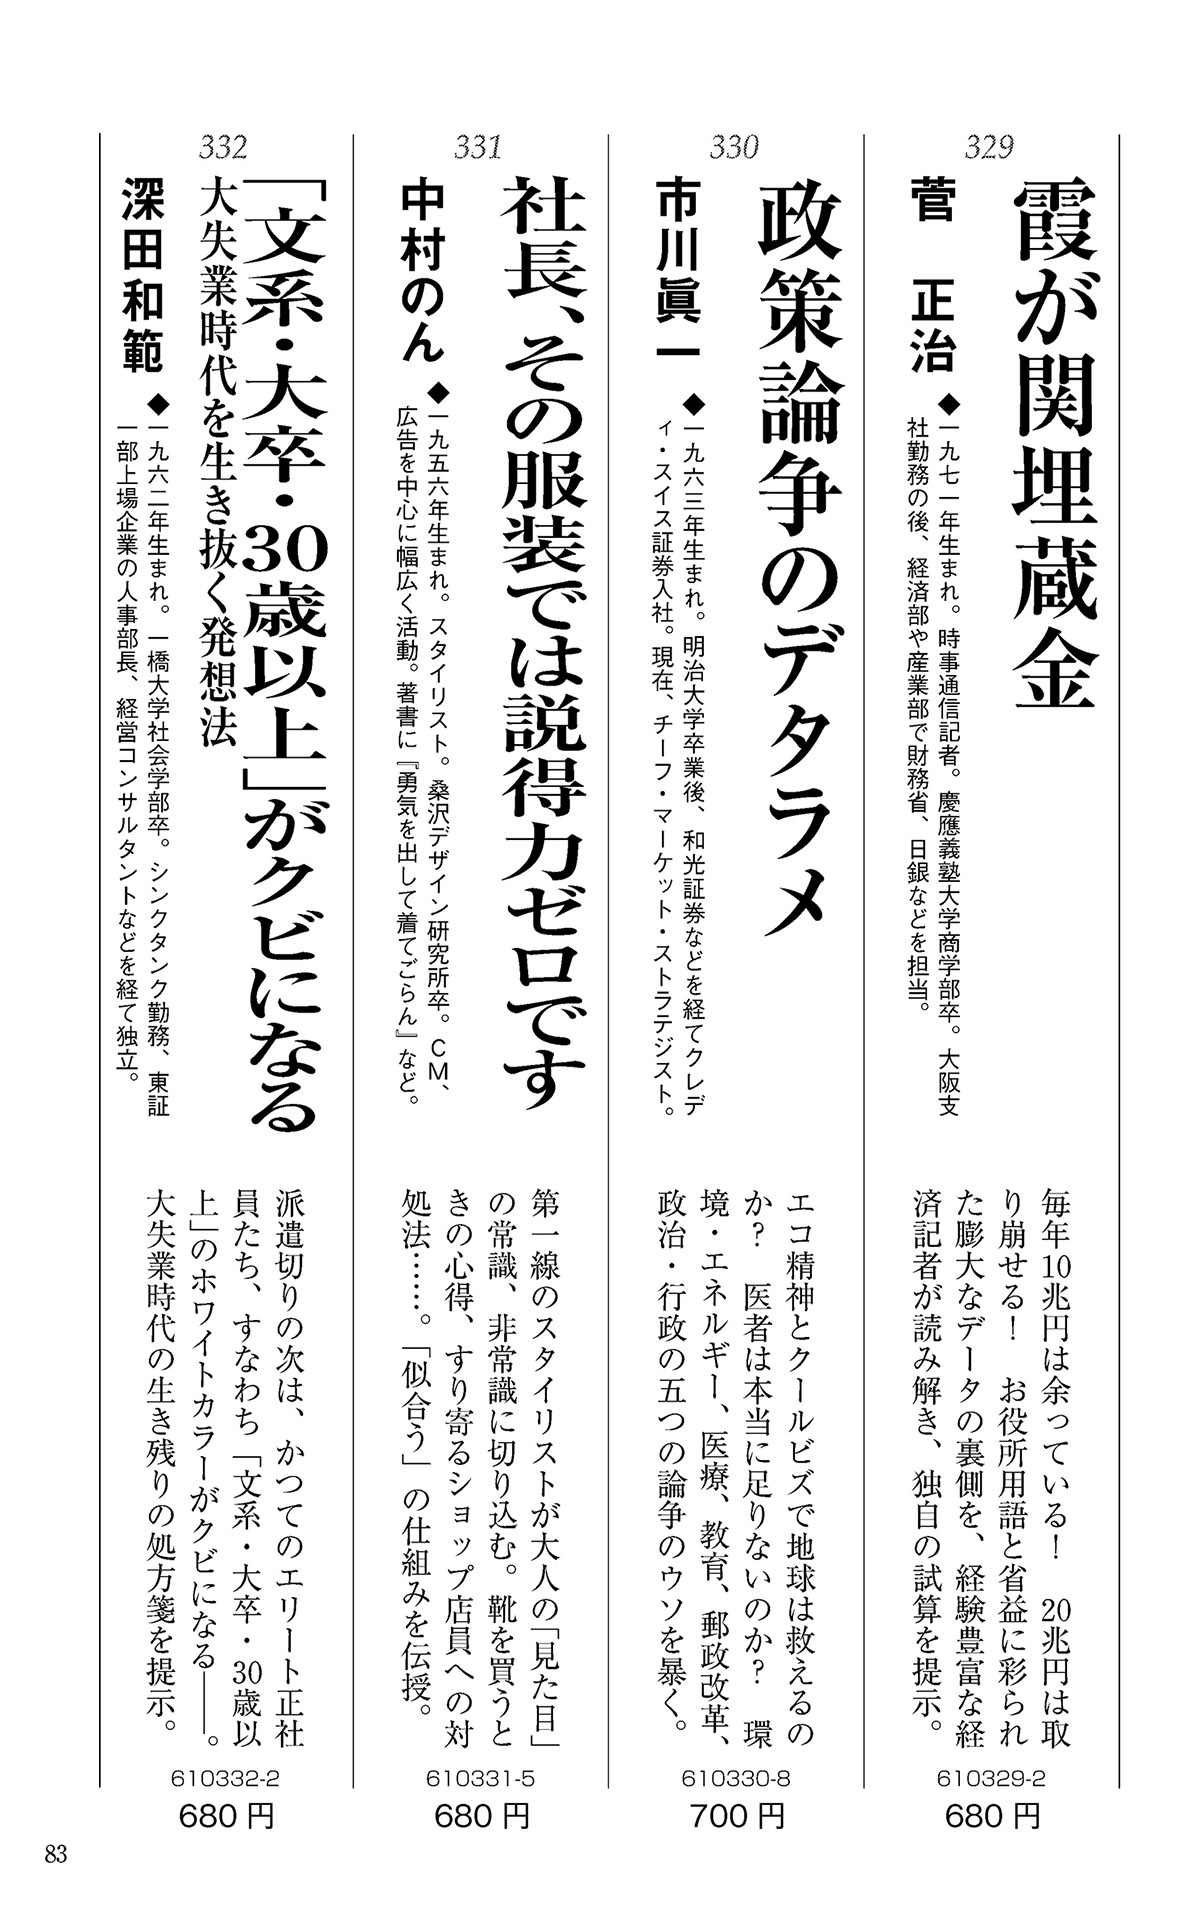 329
霞が関埋蔵金
菅 正治
◆一九七一年生まれ。時事通信記者。慶應義塾大学商学部卒。大阪支
社勤務の後、経済部や産業部で財務省、日銀などを担当。
毎年10兆円は余っている! 20兆円は取
り崩せる! お役所用語と省益に彩られ
た膨大なデータの裏側を、経験豊富な経
済記者が読み解き、独自の試算を提示。
610329-2
680円
330
政策論争のデタラメ
市川眞一
◆一九六三年生まれ。明治大学卒業後、和光証券などを経てクレデ
ィ・スイス証券入社。現在、チーフ・マーケット・ストラテジスト。
エコ精神とクールビズで地球は救えるの
か? 医者は本当に足りないのか? 環
境・エネルギー、医療、教育、郵政改革、
政治・行政の五つの論争のウソを暴く。
610330-8
700円
331
社長、その服装では説得力ゼロです
中村のん
◆一九五六年生まれ。スタイリスト。桑沢デザイン研究所卒。CM、
広告を中心に幅広く活動。著書に『勇気を出して着てごらん』など。
第一線のスタイリストが大人の「見た目」
の常識、非常識に切り込む。靴を買うと
きの心得、すり寄るショップ店員への対
処法……。「似合う」の仕組みを伝授。
610331-5
680円
332
「文系・大卒・30歳以上」がクビになる
大失業時代を生き抜く発想法
深田和範
◆一九六二年生まれ。一橋大学社会学部卒。シンクタンク勤務、東証
一部上場企業の人事部長、経営コンサルタントなどを経て独立。
派遣切りの次は、かつてのエリート正社
員たち、すなわち「文系・大卒・30歳以
上」のホワイトカラーがクビになる――。
大失業時代の生き残りの処方箋を提示。
610332-2
680円
83